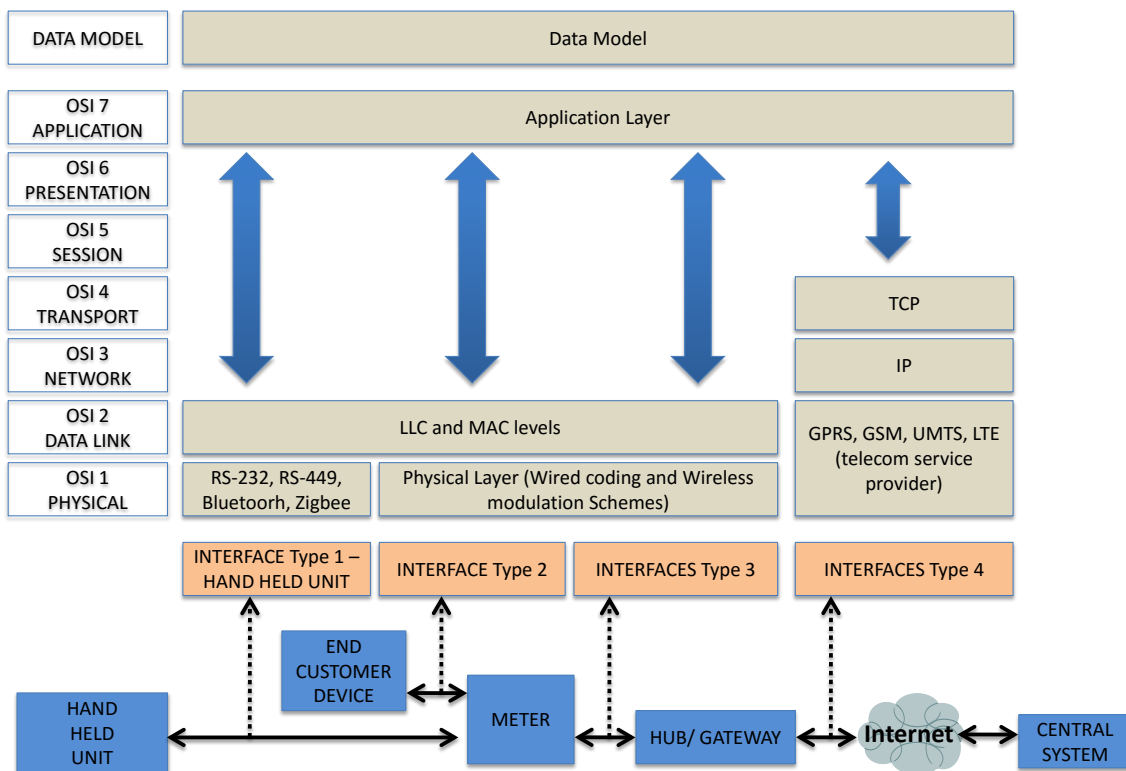 DATA MODEL
Data Model
OSI 7
APPLICATION
Application Layer
OSI 6
PRESENTATION
OSI 5
SESSION
OSI 4
TRANSPORT
TCP
OSI 3
NETWORK
IP
OSI 2
DATA LINK
LLC and MAC levels
GPRS, GSM, UMTS, LTE
(telecom service
provider)
OSI 1
PHYSICAL
RS-232, RS-449,
Bluetoorh, Zigbee
Physical Layer (Wired coding and Wireless
modulation Schemes)
INTERFACE Type 1 –
HAND HELD UNIT
INTERFACE Type 2
INTERFACES Type 3
INTERFACES Type 4
END
CUSTOMER
DEVICE
HAND
HELD
UNIT
METER
HUB/ GATEWAY
Internet
CENTRAL
SYSTEM